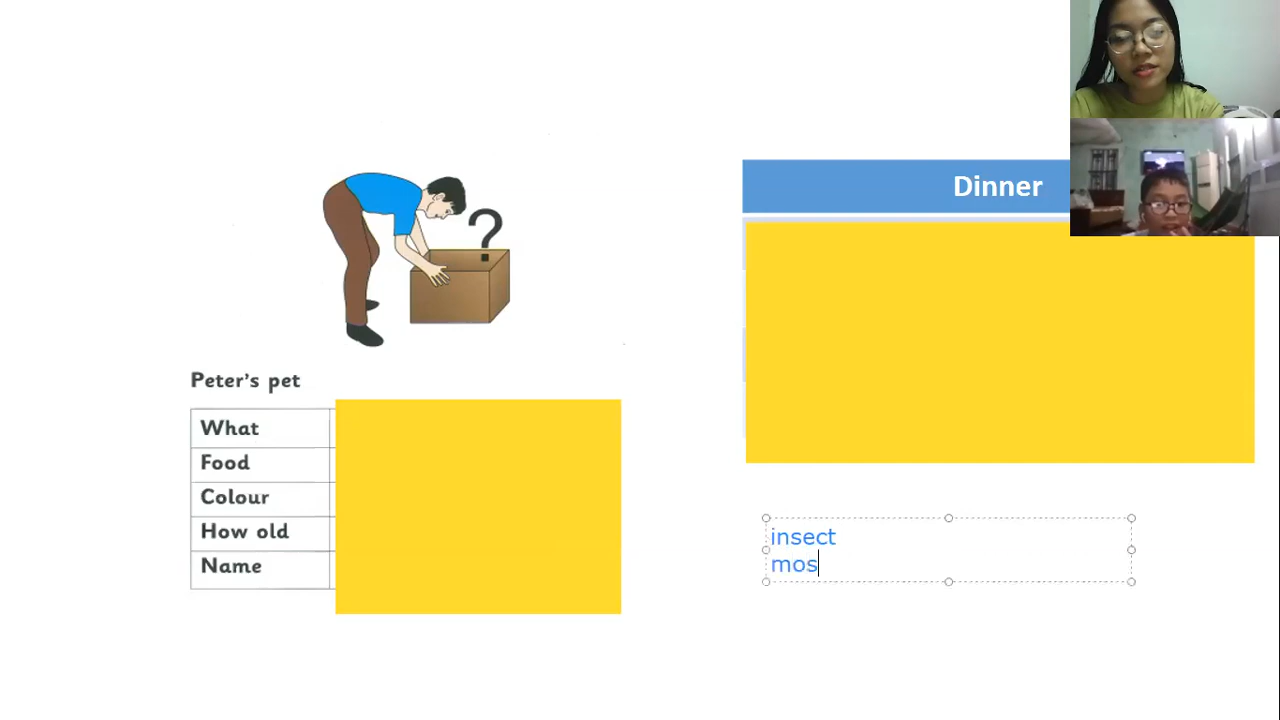 ?
Peter's pet
What
Food
Colour
How old
Name
Dinner
insect
mos